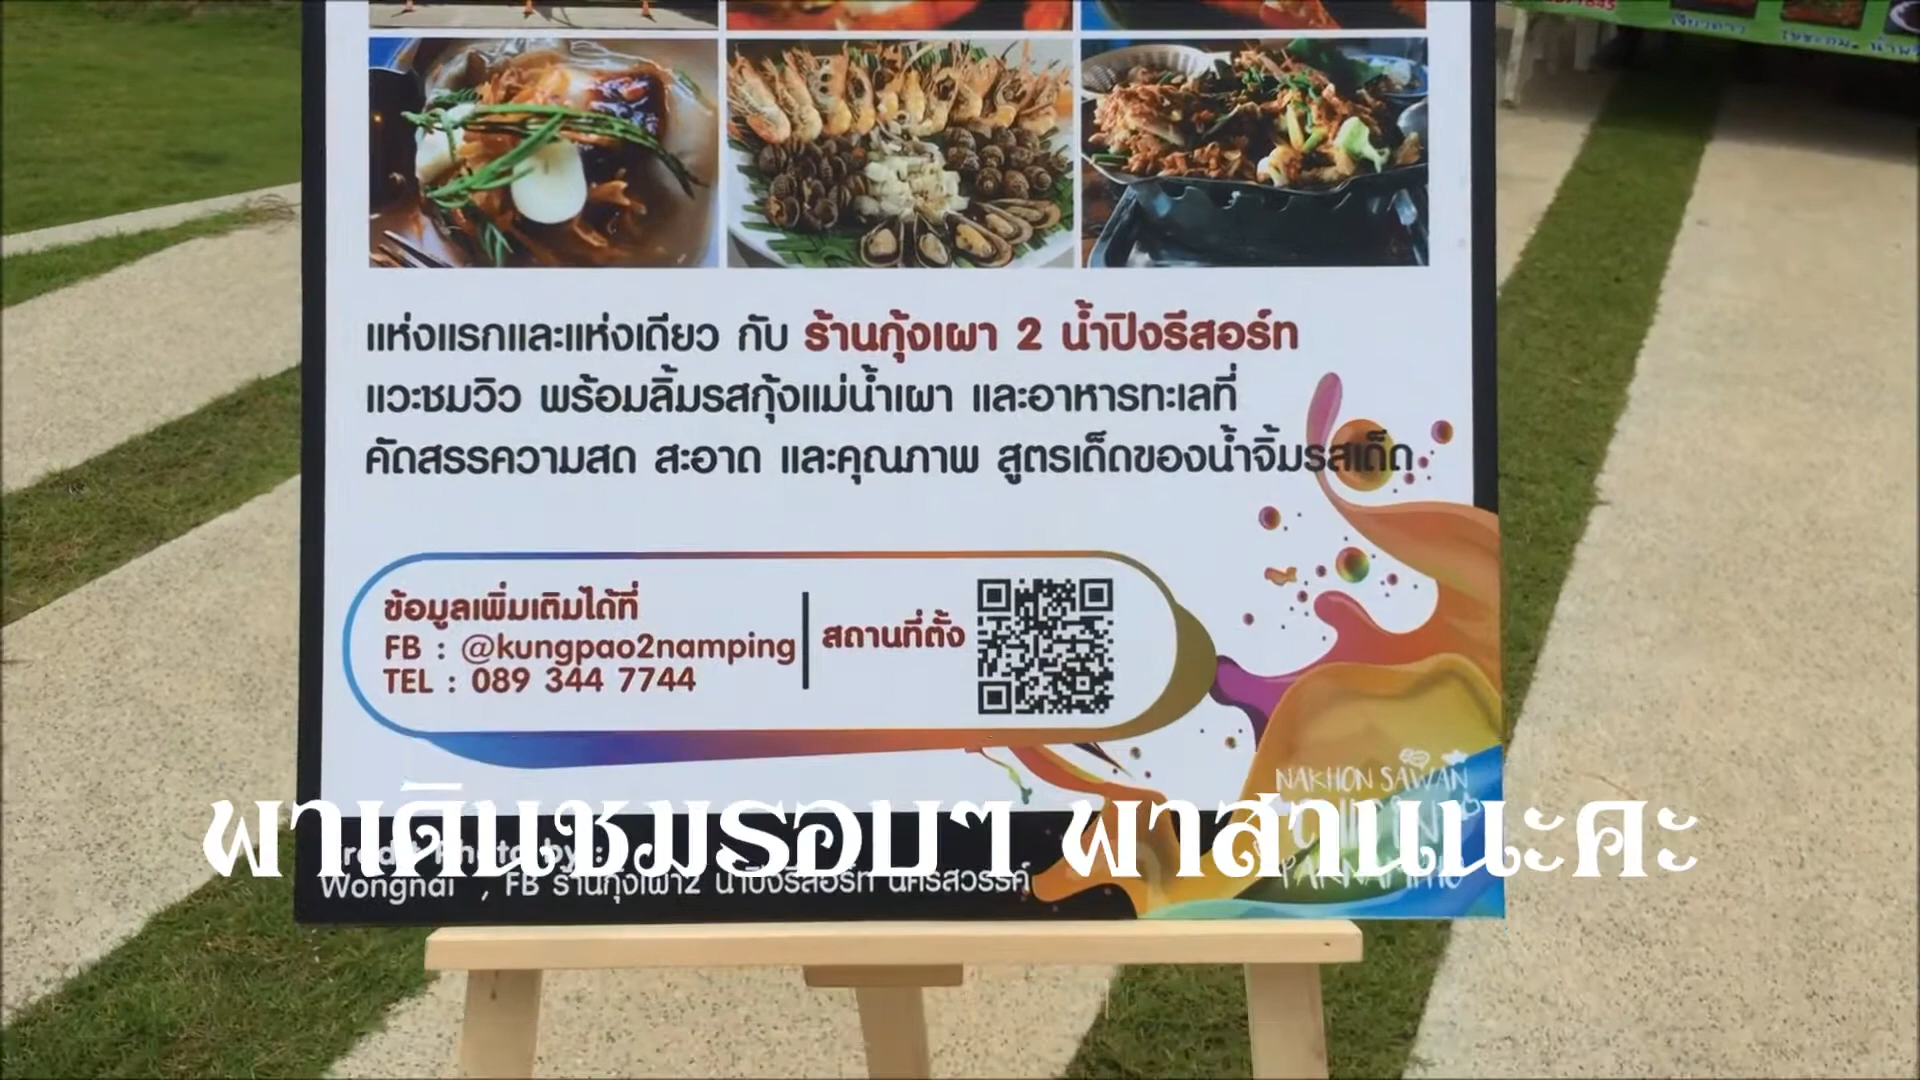 แห่งแรกและแห่งเดียว กับ ร้านกุ้งเผา 2 น้ำปิงรีสอร์ท
แวะชมวิว พร้อมลิ้มรสกุ้งแม่น้ำเผา และอาหารทะเลที่
คัดสรรความสด สะอาด และคุณภาพ สูตรเด็ดของน้ำจิ้มรสเด็ด
ข้อมูลเพิ่มเติมได้ที่
FB : @kungpao2namping
TEL : 089 344 7744
สถานที่ตั้ง
NAKHON SAWAN
พาเดินชมรอบๆ พาสานนะคะ
Wongnai , FB ร้านกุ้งเผา2 น้ำปิงรีสอร์ท นครสวรรค์